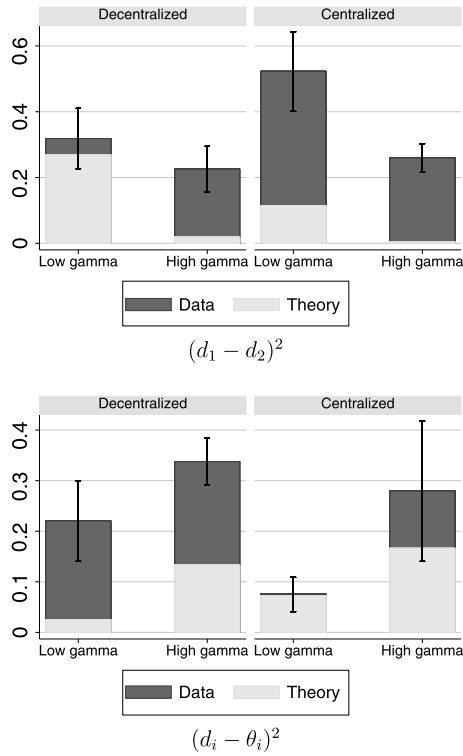 Decentralized Centralized
0.6
0.4
0.2
0
Low gamma High gamma Low gamma High gamma
Data Theory
(d₁ − d₂)²
Decentralized Centralized
0.4
0.3
0.2
0.1
0
Low gamma High gamma Low gamma High gamma
Data Theory
(dᵢ − θᵢ)²